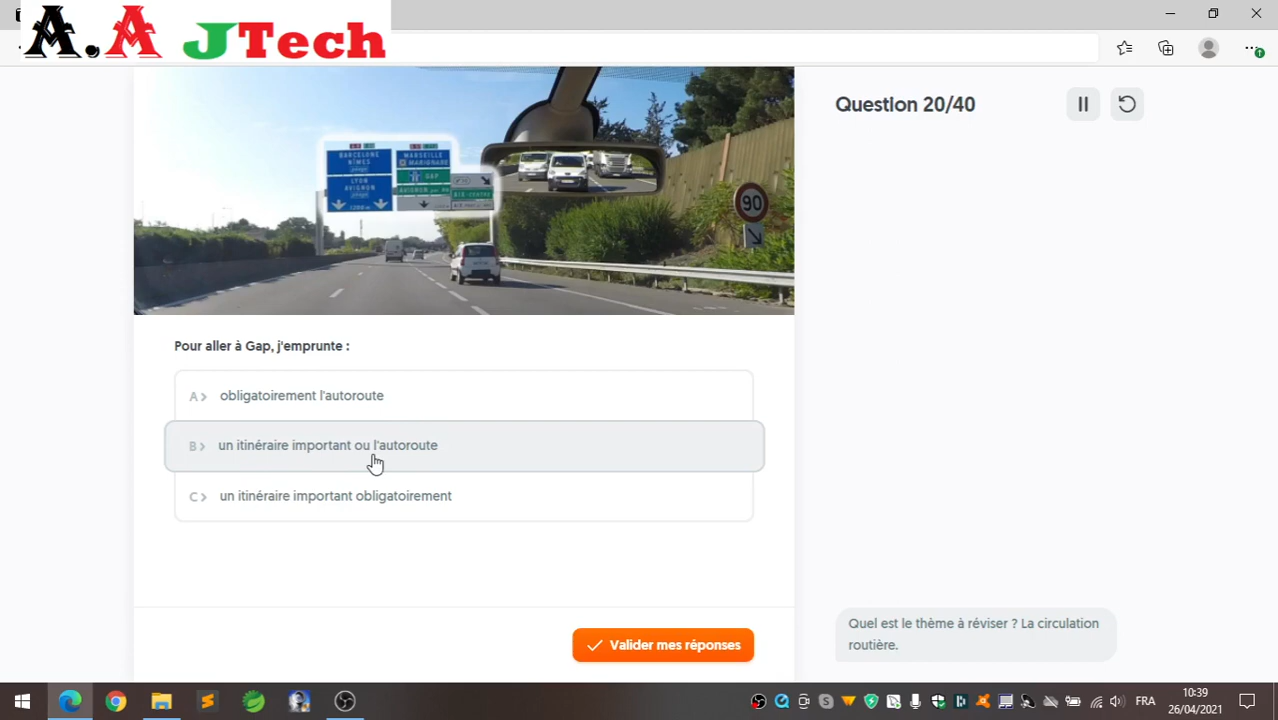 A.A JTech
Question 20/40
BARCELONE
NÎMES
LYON
AVIGNON
1200 m
MARSEILLE
MARIGNANE
GAP
90
Pour aller à Gap, j'emprunte :
A > obligatoirement l'autoroute
B > un itinéraire important ou l'autoroute
C > un itinéraire important obligatoirement
Valider mes réponses
Quel est le thème à réviser ? La circulation
routière.
FRA
10:39
26/04/2021